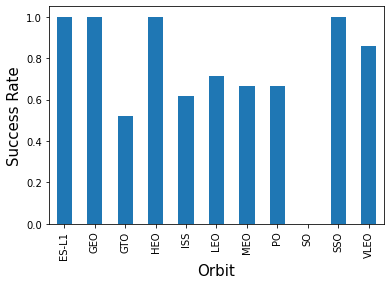 Success Rate
1.0
0.8
0.6
0.4
0.2
0.0
ES-L1
GEO
GTO
HEO
ISS
LEO
MEO
PO
SO
SSO
VLEO
Orbit